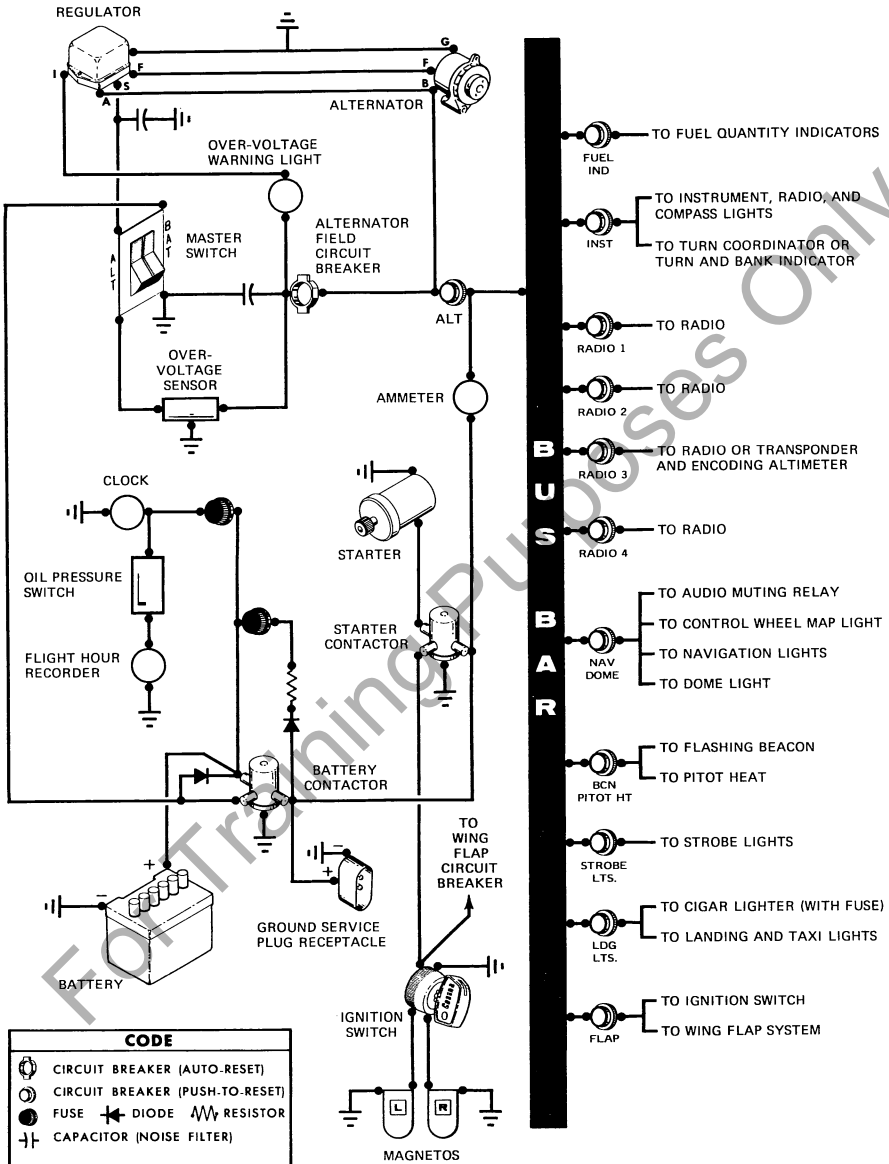 REGULATOR
G
I
F
F
S
A
B
ALTERNATOR
OVER-VOLTAGE
WARNING LIGHT
BAT
ALT
MASTER
SWITCH
ALTERNATOR
FIELD
CIRCUIT
BREAKER
ALT
OVER-
VOLTAGE
SENSOR
AMMETER
CLOCK
STARTER
OIL PRESSURE
SWITCH
STARTER
CONTACTOR
FLIGHT HOUR
RECORDER
BATTERY
CONTACTOR
TO
WING
FLAP
CIRCUIT
BREAKER
+
-
-
+
GROUND SERVICE
PLUG RECEPTACLE
BATTERY
IGNITION
SWITCH
L
R
MAGNETOS
BUS BAR
FUEL
IND
TO FUEL QUANTITY INDICATORS
INST
TO INSTRUMENT, RADIO, AND
COMPASS LIGHTS
TO TURN COORDINATOR OR
TURN AND BANK INDICATOR
RADIO 1
TO RADIO
RADIO 2
TO RADIO
RADIO 3
TO RADIO OR TRANSPONDER
AND ENCODING ALTIMETER
RADIO 4
TO RADIO
NAV
DOME
TO AUDIO MUTING RELAY
TO CONTROL WHEEL MAP LIGHT
TO NAVIGATION LIGHTS
TO DOME LIGHT
BCN
PITOT HT
TO FLASHING BEACON
TO PITOT HEAT
STROBE
LTS.
TO STROBE LIGHTS
LDG
LTS.
TO CIGAR LIGHTER (WITH FUSE)
TO LANDING AND TAXI LIGHTS
FLAP
TO IGNITION SWITCH
TO WING FLAP SYSTEM
CODE
CIRCUIT BREAKER (AUTO-RESET)
CIRCUIT BREAKER (PUSH-TO-RESET)
FUSE DIODE RESISTOR
CAPACITOR (NOISE FILTER)
For Training Purposes Only